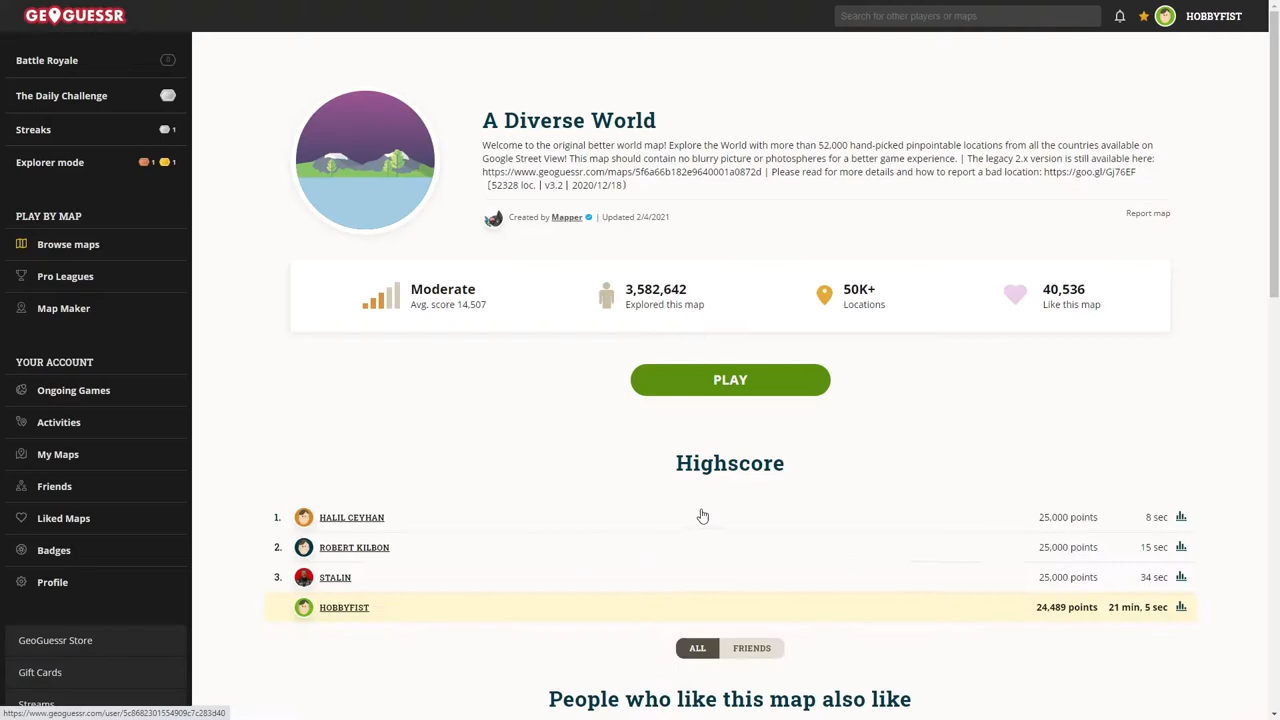 GEOGUESSR
Search for other players or maps
HOBBYFIST
Battle Royale
The Daily Challenge
Streaks
1
Explorer mode
1 1
PLAY BY MAP
Browse maps
Pro Leagues
Map Maker
YOUR ACCOUNT
Ongoing Games
Activities
My Maps
Friends
Liked Maps
Badges
Profile
GeoGuessr Store
Gift Cards
Streams
https://www.geoguessr.com/user/5c8682301554909c7c283d40
A Diverse World
Welcome to the original better world map! Explore the World with more than 52,000 hand-picked pinpointable locations from all the countries available on
Google Street View! This map should contain no blurry picture or photospheres for a better game experience. | The legacy 2.x version is still available here:
https://www.geoguessr.com/maps/5f6a66b182e9640001a0872d | Please read for more details and how to report a bad location: https://goo.gl/Gj76EF
[52328 loc. | v3.2 | 2020/12/18)
Created by Mapper | Updated 2/4/2021
Report map
Moderate
Avg. score 14,507
3,582,642
Explored this map
50K+
Locations
40,536
Like this map
PLAY
Highscore
1. HALIL CEYHAN 25,000 points 8 sec
2. ROBERT KILBON 25,000 points 15 sec
3. STALIN 25,000 points 34 sec
HOBBYFIST 24,489 points 21 min, 5 sec
ALL FRIENDS
People who like this map also like